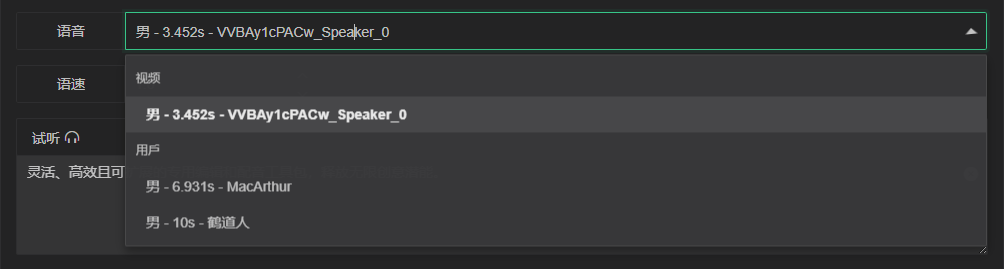 语音
男 - 3.452s - VVBAy1cPACw_Speaker_0
视频
语速
男 - 3.452s - VVBAy1cPACw_Speaker_0
试听
用戶
灵活、高效且可
男 - 6.931s - MacArthur
男 - 10s - 鹤道人